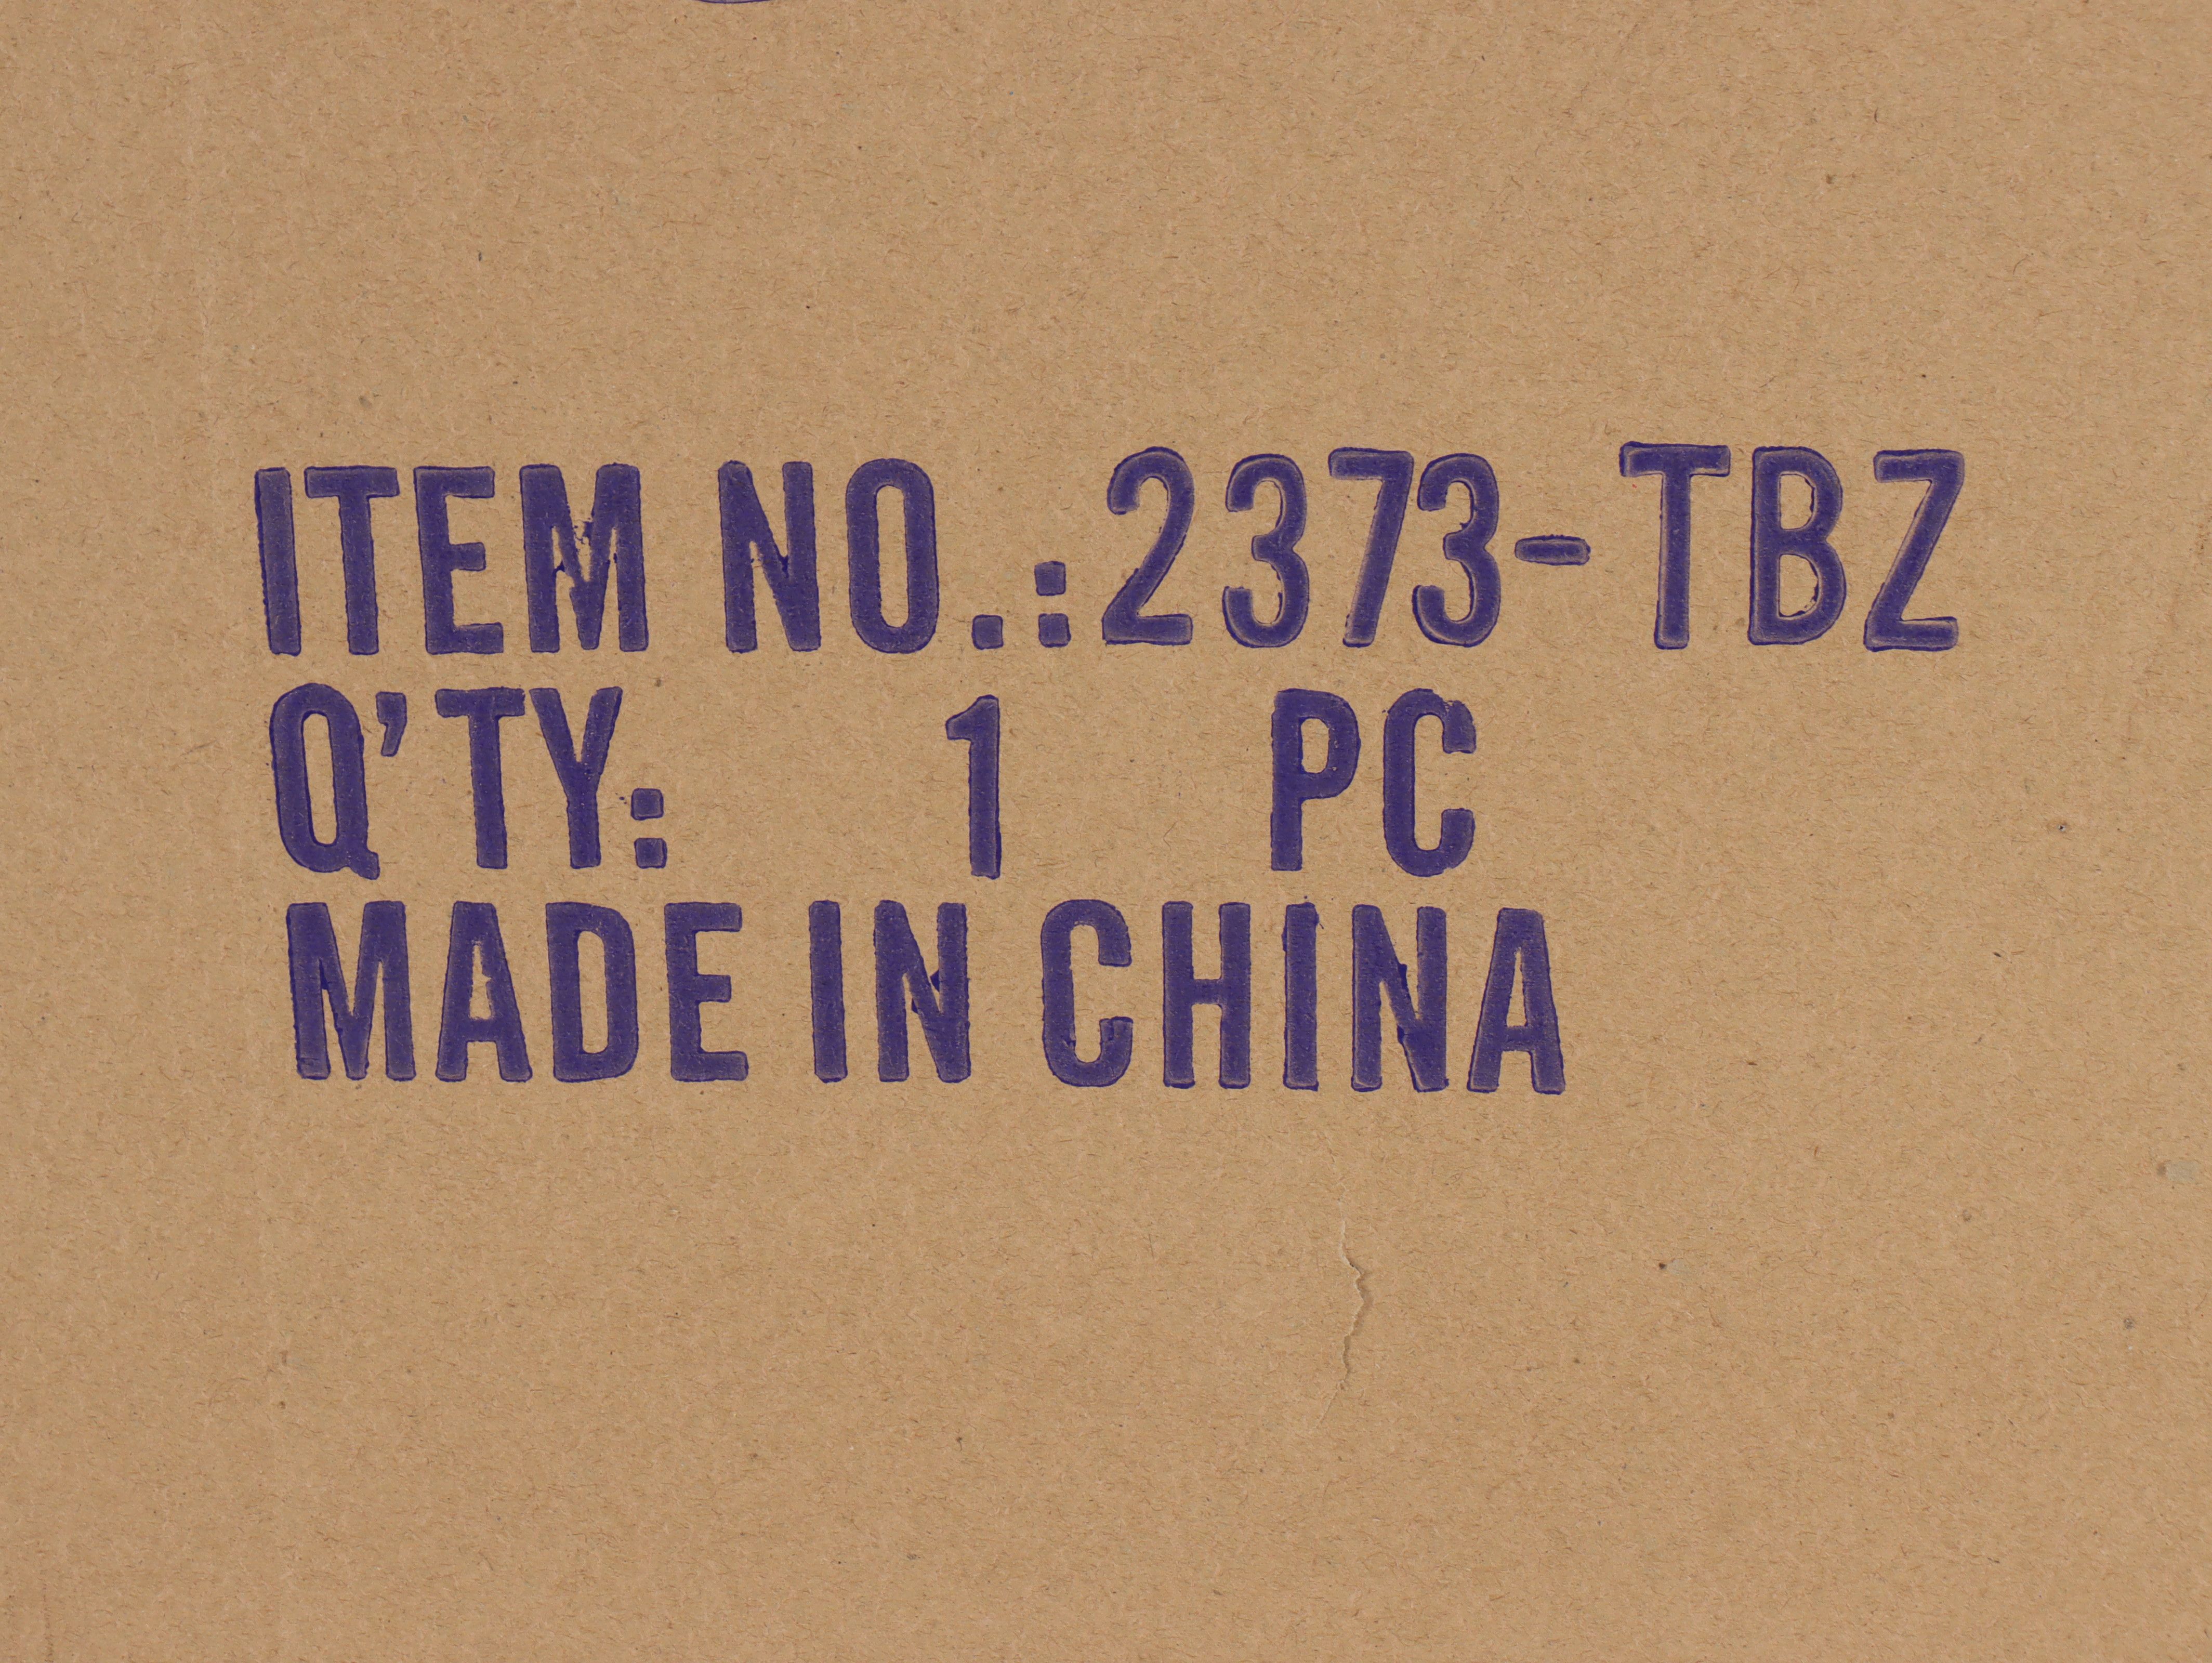 ITEM NO.:2373-TBZ
Q'TY: 1 PC
MADE IN CHINA